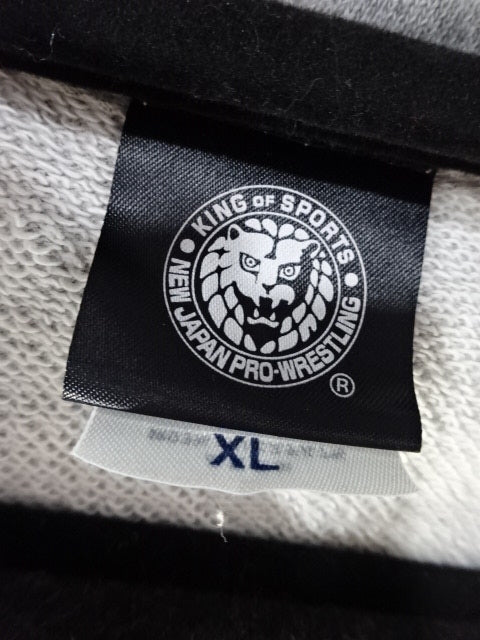 KING OF SPORTS
NEW JAPAN PRO-WRESTLING
®
XL